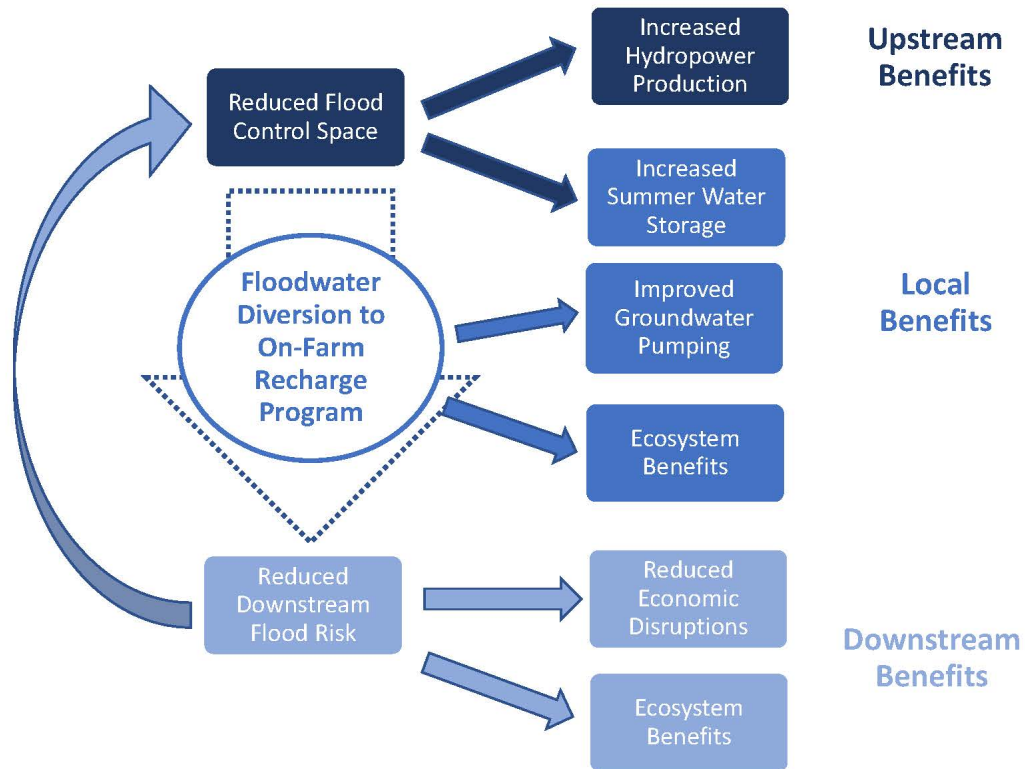 Increased
Hydropower
Production
Upstream
Benefits
Reduced Flood
Control Space
Increased
Summer Water
Storage
Floodwater
Diversion to
On-Farm
Recharge
Program
Improved
Groundwater
Pumping
Local
Benefits
Ecosystem
Benefits
Reduced
Downstream
Flood Risk
Reduced
Economic
Disruptions
Downstream
Benefits
Ecosystem
Benefits